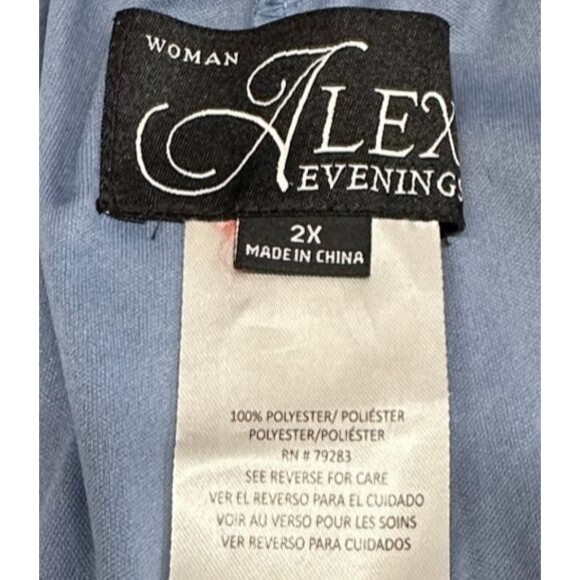 WOMAN
ALEX
EVENINGS
2X
MADE IN CHINA
100% POLYESTER/ POLIÉSTER
POLYESTER/POLIÉSTER
RN # 79283
SEE REVERSE FOR CARE
VER EL REVERSO PARA EL CUIDADO
VOIR AU VERSO POUR LES SOINS
VER REVERSO PARA CUIDADOS